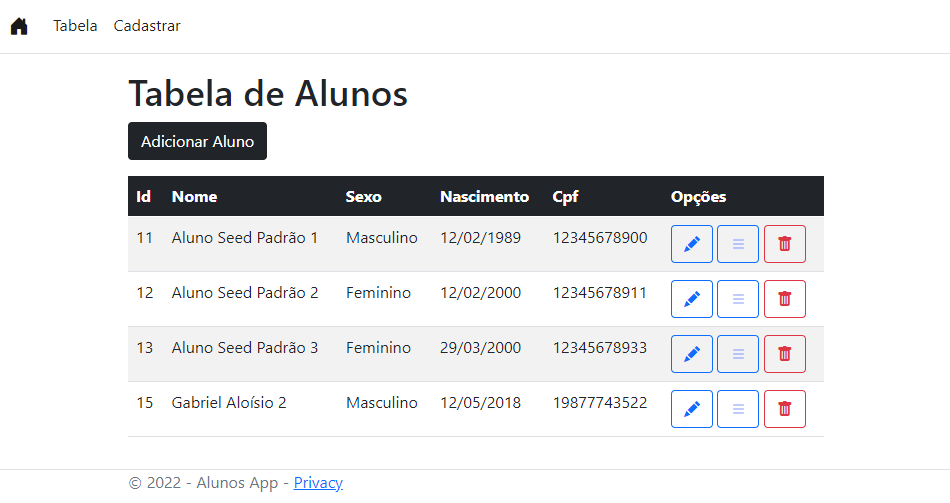 Tabela Cadastrar
Tabela de Alunos
Adicionar Aluno
Id Nome Sexo Nascimento Cpf Opções
11 Aluno Seed Padrão 1 Masculino 12/02/1989 12345678900
12 Aluno Seed Padrão 2 Feminino 12/02/2000 12345678911
13 Aluno Seed Padrão 3 Feminino 29/03/2000 12345678933
15 Gabriel Aloísio 2 Masculino 12/05/2018 19877743522
© 2022 - Alunos App - Privacy